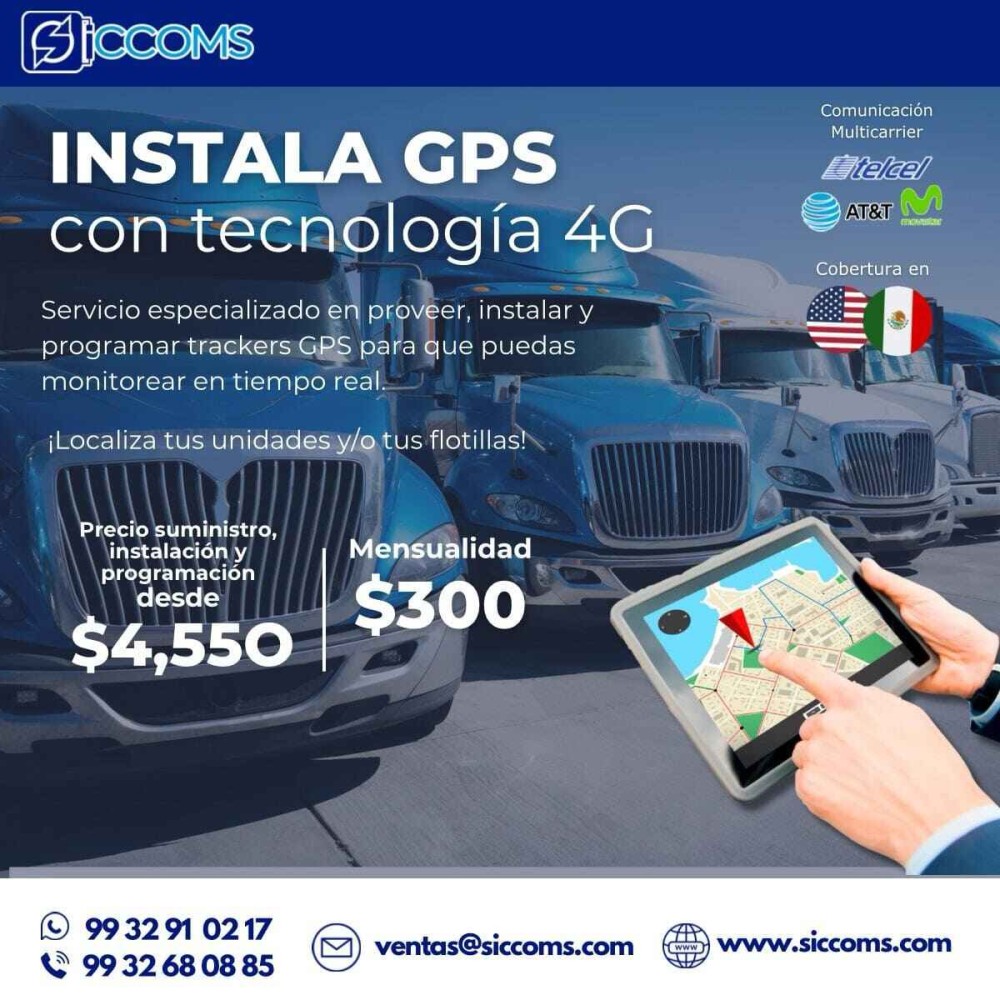 SICCOMS
INSTALA GPS
con tecnología 4G
Servicio especializado en proveer, instalar y
programar trackers GPS para que puedas
monitorear en tiempo real.
¡Localiza tus unidades y/o tus flotillas!
Precio suministro,
instalación y
programación
desde
$4,550
Mensualidad
$300
Comunicación
Multicarrier
telcel
AT&T
movistar
Cobertura en
99 32 91 02 17
99 32 68 08 85
ventas@siccoms.com
www
www.siccoms.com